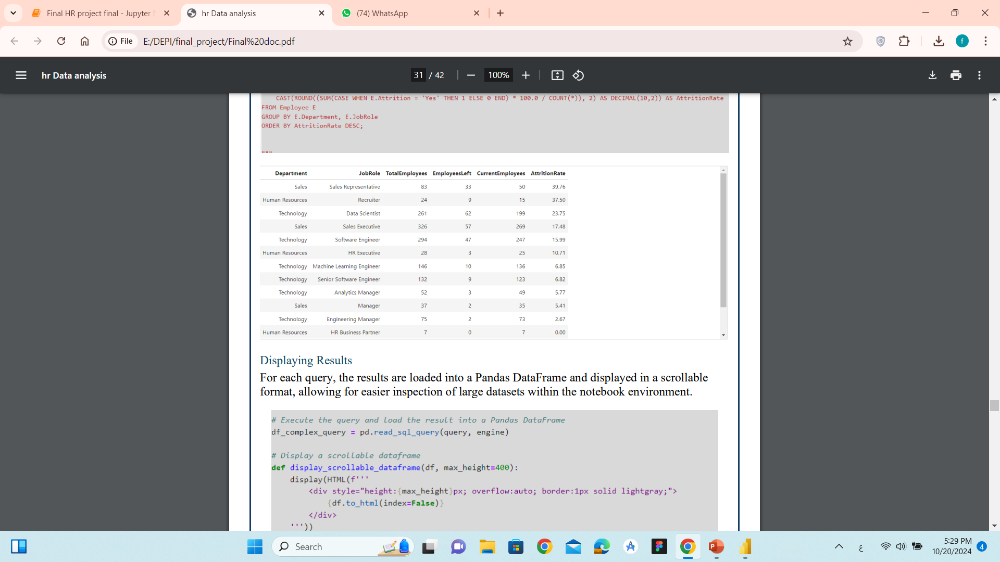 Final HR project final - Jupyter N
hr Data analysis
(74) WhatsApp
File
E:/DEPI/final_project/Final%20doc.pdf
f
hr Data analysis
31 / 42
100%
CAST(ROUND((SUM(CASE WHEN E.Attrition = 'Yes' THEN 1 ELSE 0 END) * 100.0 / COUNT(*)), 2) AS DECIMAL(10,2)) AS AttritionRate
FROM Employee E
GROUP BY E.Department, E.JobRole
ORDER BY AttritionRate DESC;
"""
Department JobRole TotalEmployees EmployeesLeft CurrentEmployees AttritionRate
Sales Sales Representative 83 33 50 39.76
Human Resources Recruiter 24 9 15 37.50
Technology Data Scientist 261 62 199 23.75
Sales Sales Executive 326 57 269 17.48
Technology Software Engineer 294 47 247 15.99
Human Resources HR Executive 28 3 25 10.71
Technology Machine Learning Engineer 146 10 136 6.85
Technology Senior Software Engineer 132 9 123 6.82
Technology Analytics Manager 52 3 49 5.77
Sales Manager 37 2 35 5.41
Technology Engineering Manager 75 2 73 2.67
Human Resources HR Business Partner 7 0 7 0.00
Displaying Results
For each query, the results are loaded into a Pandas DataFrame and displayed in a scrollable
format, allowing for easier inspection of large datasets within the notebook environment.
# Execute the query and load the result into a Pandas DataFrame
df_complex_query = pd.read_sql_query(query, engine)
# Display a scrollable dataframe
def display_scrollable_dataframe(df, max_height=400):
display(HTML(f'''
<div style="height:{max_height}px; overflow:auto; border:1px solid lightgray;">
{df.to_html(index=False)}
</div>
'''))
Search
ع
5:29 PM
10/20/2024
4